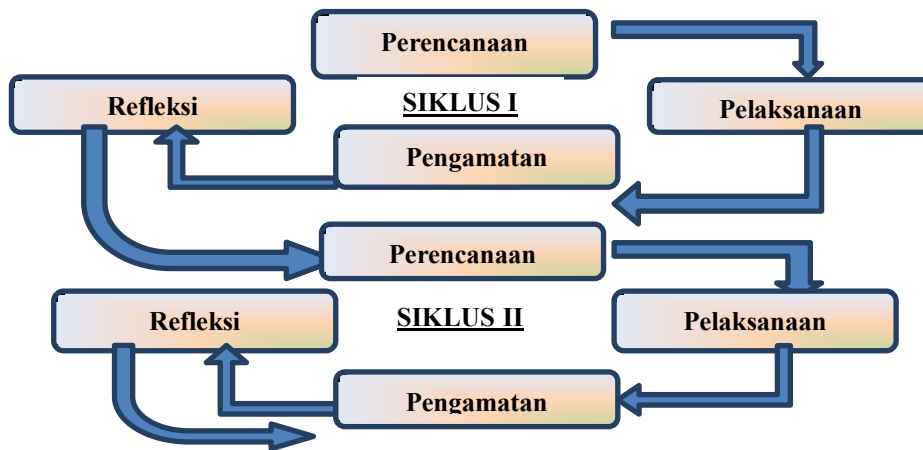 Perencanaan
Refleksi
SIKLUS I
Pelaksanaan
Pengamatan
Perencanaan
Refleksi
SIKLUS II
Pelaksanaan
Pengamatan